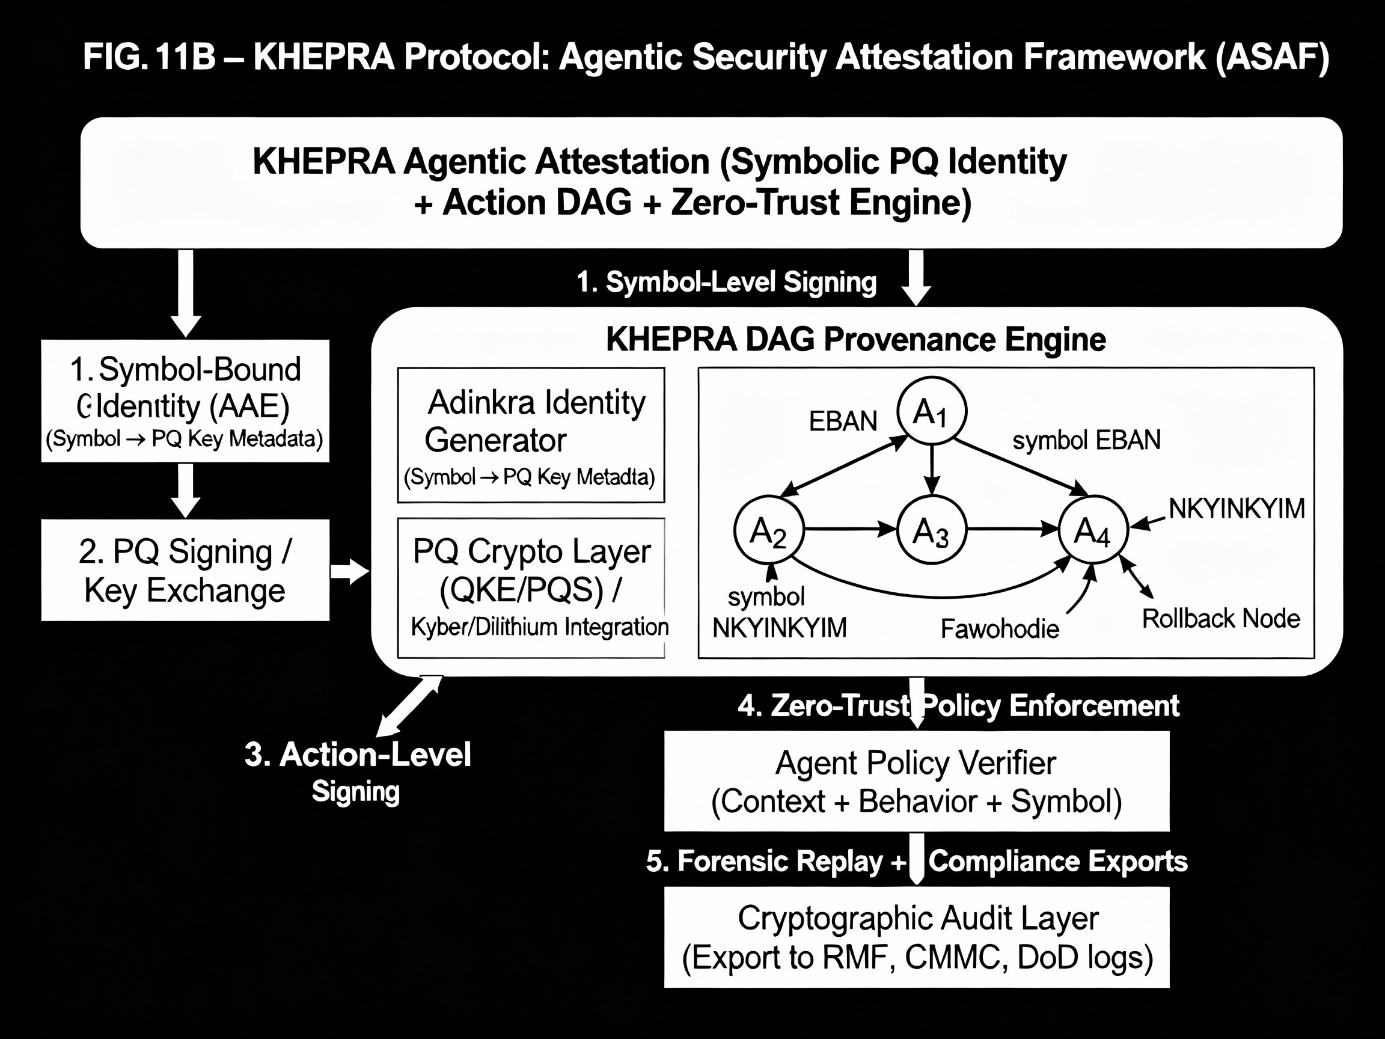 FIG. 11B – KHEPRA Protocol: Agentic Security Attestation Framework (ASAF)
KHEPRA Agentic Attestation (Symbolic PQ Identity
+ Action DAG + Zero-Trust Engine)
1. Symbol-Level Signing
1. Symbol-Bound
Identity (AAE)
(Symbol → PQ Key Metadata)
2. PQ Signing /
Key Exchange
KHEPRA DAG Provenance Engine
Adinkra Identity
Generator
(Symbol → PQ Key Metadta)
PQ Crypto Layer
(QKE/PQS) /
Kyber/Dilithium Integration
A1
EBAN
symbol EBAN
A2
A3
A4
NKYINKYIM
symbol
NKYINKYIM
Fawohodie
Rollback Node
3. Action-Level
Signing
4. Zero-Trust Policy Enforcement
Agent Policy Verifier
(Context + Behavior + Symbol)
5. Forensic Replay + Compliance Exports
Cryptographic Audit Layer
(Export to RMF, CMMC, DoD logs)